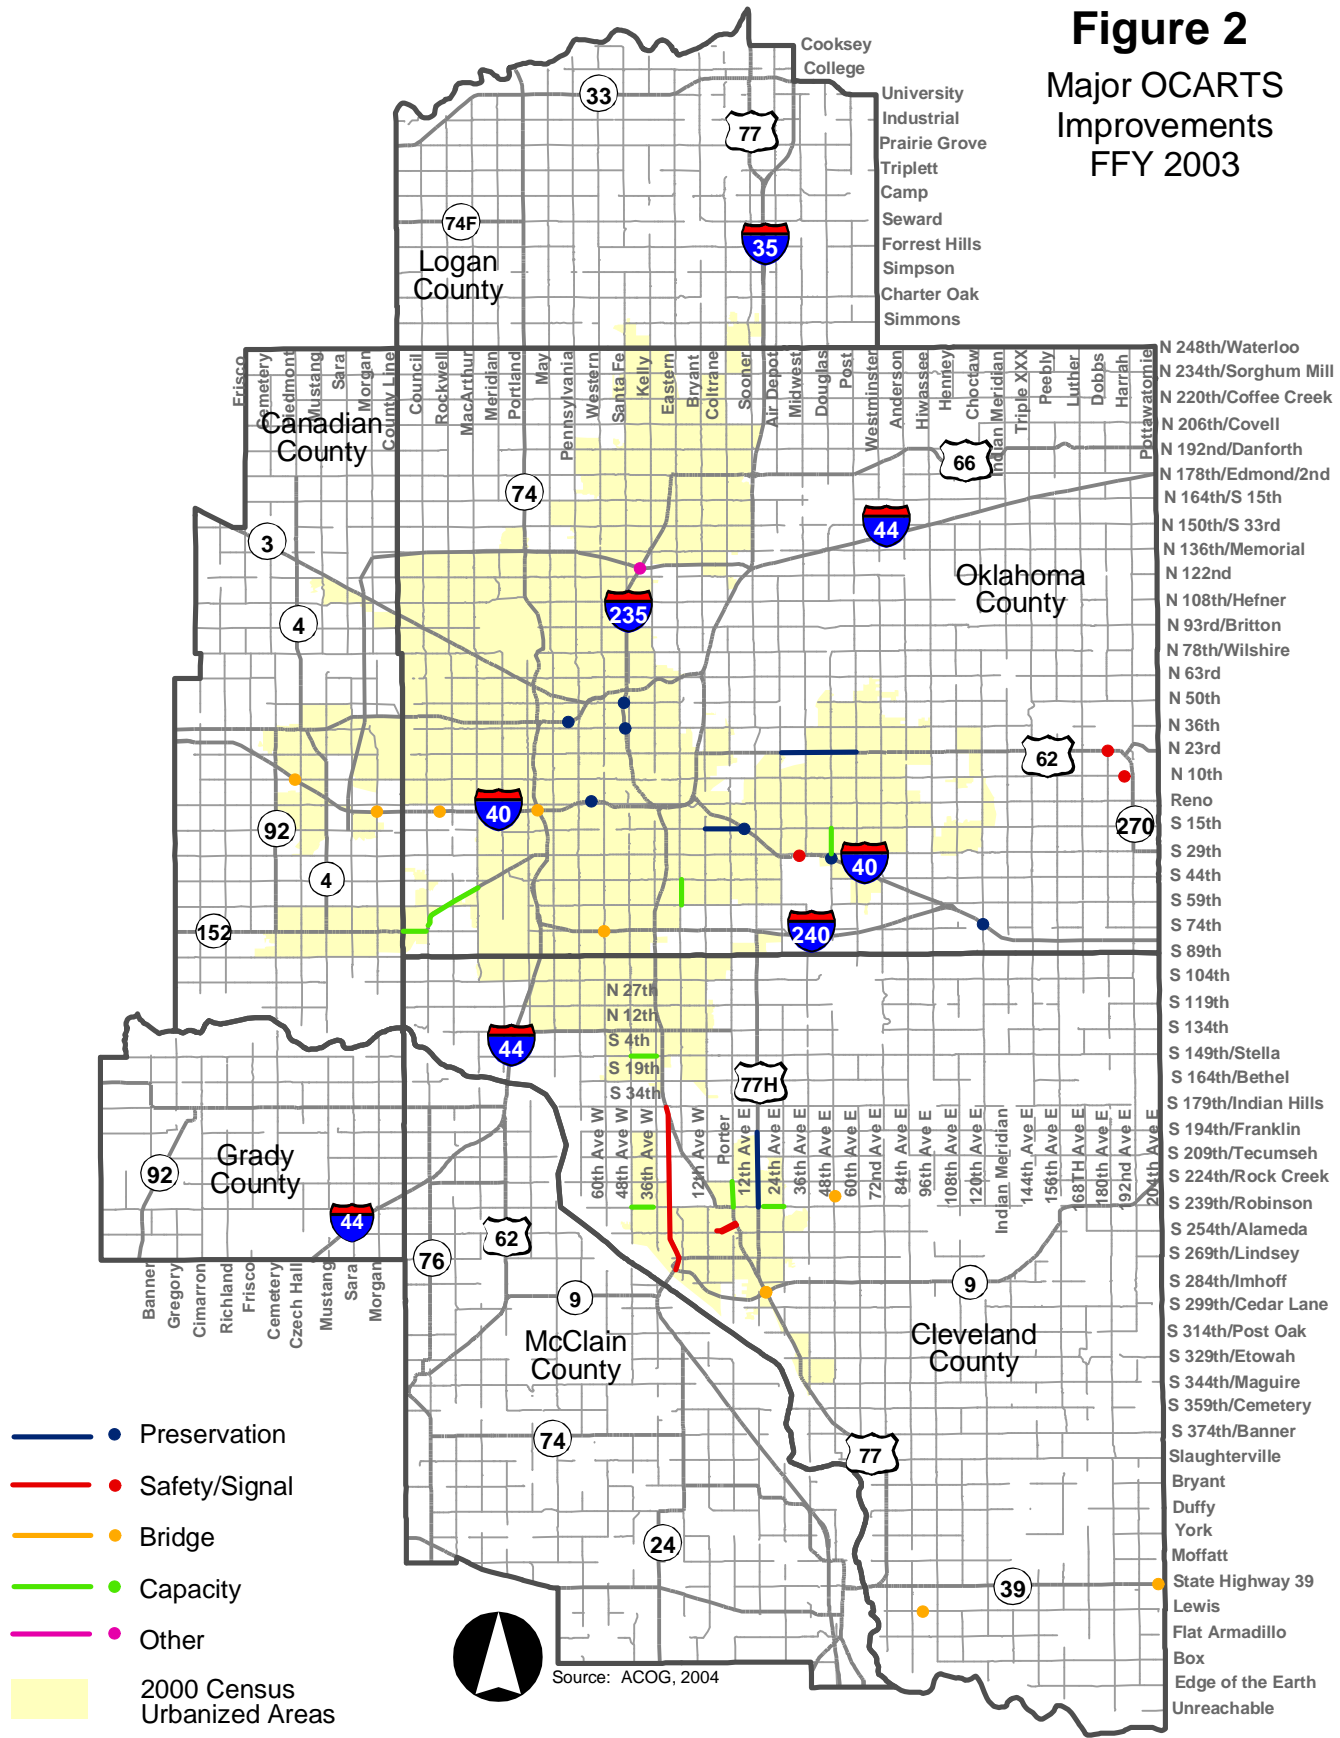 Figure 2
Major OCARTS
Improvements
FFY 2003
Cooksey
College
University
Industrial
Prairie Grove
Triplett
Camp
Seward
Forrest Hills
Simpson
Charter Oak
Simmons
33
77
74F
35
Logan
County
N 248th/Waterloo
N 234th/Sorghum Mill
N 220th/Coffee Creek
N 206th/Covell
N 192nd/Danforth
N 178th/Edmond/2nd
N 164th/S 15th
N 150th/S 33rd
N 136th/Memorial
N 122nd
N 108th/Hefner
N 93rd/Britton
N 78th/Wilshire
N 63rd
N 50th
N 36th
N 23rd
N 10th
Reno
S 15th
S 29th
S 44th
S 59th
S 74th
S 89th
S 104th
S 119th
S 134th
S 149th/Stella
S 164th/Bethel
S 179th/Indian Hills
S 194th/Franklin
S 209th/Tecumseh
S 224th/Rock Creek
S 239th/Robinson
S 254th/Alameda
S 269th/Lindsey
S 284th/Imhoff
S 299th/Cedar Lane
S 314th/Post Oak
S 329th/Etowah
S 344th/Maguire
S 359th/Cemetery
S 374th/Banner
Slaughterville
Bryant
Duffy
York
Moffatt
State Highway 39
Lewis
Flat Armadillo
Box
Edge of the Earth
Unreachable
Frisco
Cemetery
Piedmont
Mustang
Sara
Morgan
County Line
Council
Rockwell
MacArthur
Meridian
Portland
May
Pennsylvania
Western
Santa Fe
Kelly
Eastern
Bryant
Coltrane
Sooner
Air Depot
Midwest
Douglas
Post
Westminster
Anderson
Hiwassee
Henney
Choctaw
Indian Meridian
Triple XXX
Peebly
Luther
Dobbs
Harrah
Pottawatomie
Canadian
County
66
74
44
3
Oklahoma
County
235
4
62
40
92
270
40
4
152
240
N 27th
N 12th
S 4th
S 19th
S 34th
44
77H
60th Ave W
48th Ave W
36th Ave W
12th Ave W
Porter
12th Ave E
24th Ave E
36th Ave E
48th Ave E
60th Ave E
72nd Ave E
84th Ave E
96th Ave E
108th Ave E
120th Ave E
Indian Meridian
144th Ave E
156th Ave E
168TH Ave E
180th Ave E
192nd Ave E
204th Ave E
Grady
County
92
44
62
76
9
9
Banner
Gregory
Cimarron
Richland
Frisco
Cemetery
Czech Hall
Mustang
Sara
Morgan
McClain
County
Cleveland
County
74
77
24
39
Preservation
Safety/Signal
Bridge
Capacity
Other
2000 Census
Urbanized Areas
Source: ACOG, 2004